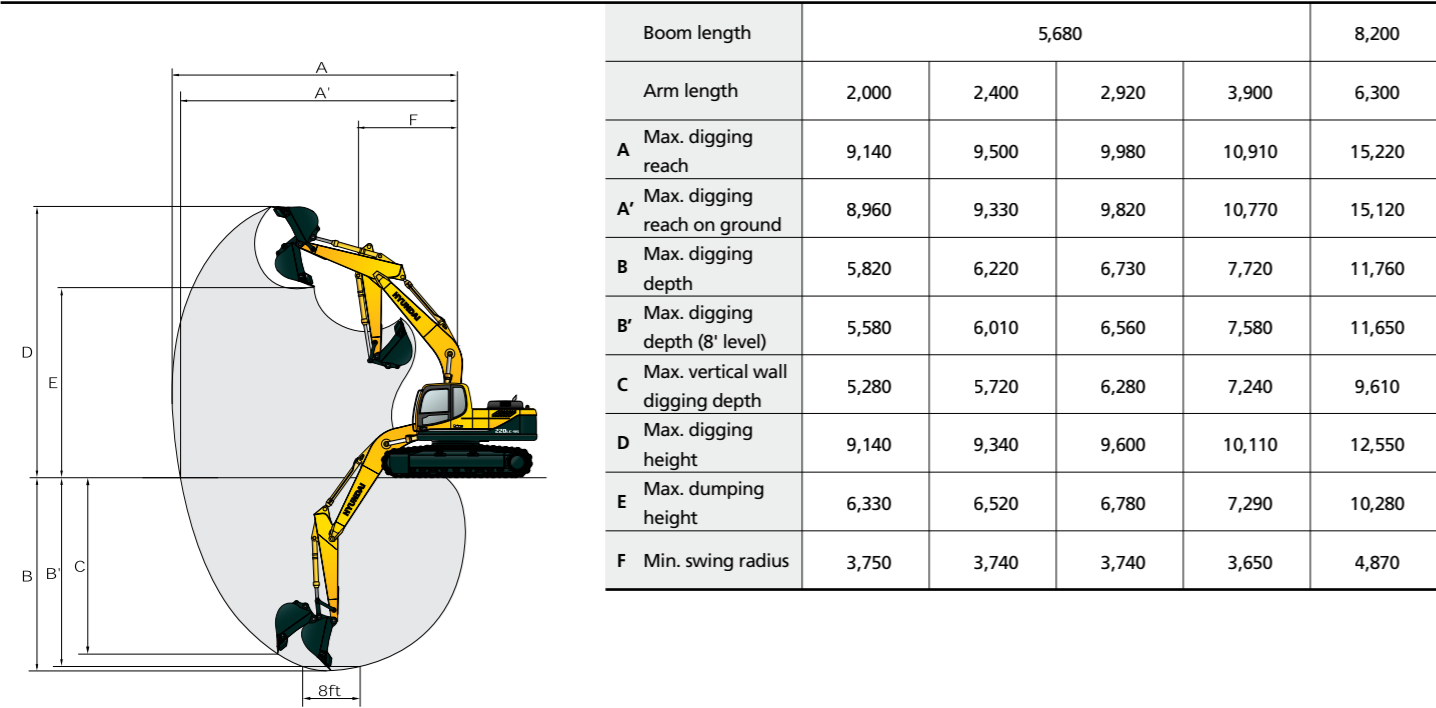 A
A'
F
D
E
HYUNDAI
HYUNDAI
B
B'
C
8ft
Boom length 5,680 8,200
Arm length 2,000 2,400 2,920 3,900 6,300
A Max. digging
reach 9,140 9,500 9,980 10,910 15,220
A’ Max. digging
reach on ground 8,960 9,330 9,820 10,770 15,120
B Max. digging
depth 5,820 6,220 6,730 7,720 11,760
B’ Max. digging
depth (8' level) 5,580 6,010 6,560 7,580 11,650
C Max. vertical wall
digging depth 5,280 5,720 6,280 7,240 9,610
D Max. digging
height 9,140 9,340 9,600 10,110 12,550
E Max. dumping
height 6,330 6,520 6,780 7,290 10,280
F Min. swing radius 3,750 3,740 3,740 3,650 4,870